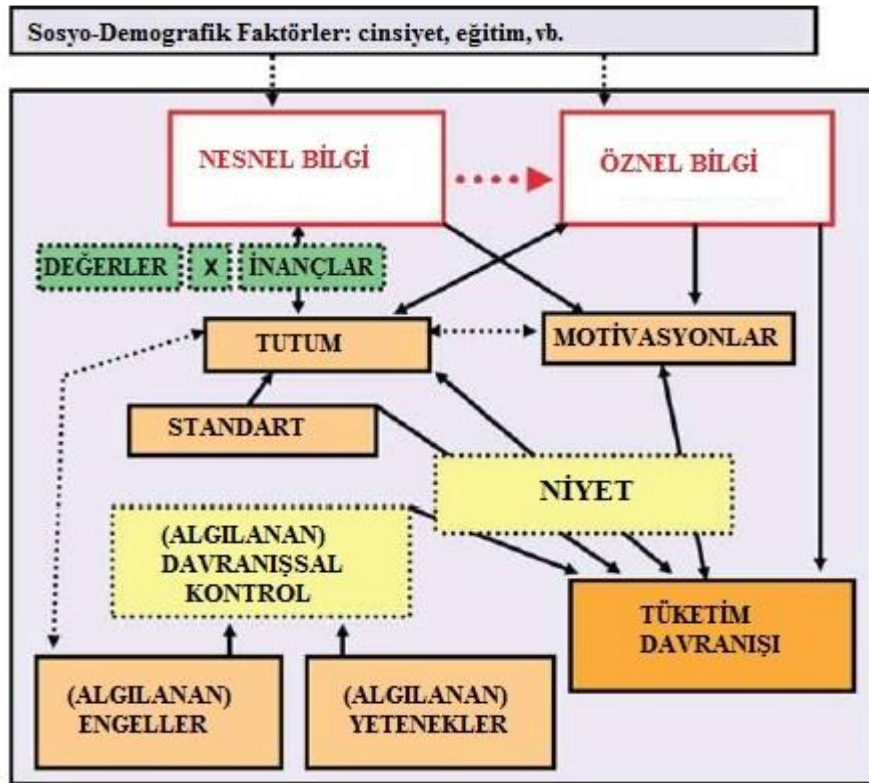 Sosyo-Demografik Faktörler: cinsiyet, eğitim, vb.
NESNEL BİLGİ
ÖZNEL BİLGİ
DEĞERLER X İNANÇLAR
TUTUM
MOTİVASYONLAR
STANDART
NİYET
(ALGILANAN)
DAVRANIŞSAL
KONTROL
TÜKETİM
DAVRANIŞI
(ALGILANAN)
ENGELLER
(ALGILANAN)
YETENEKLER